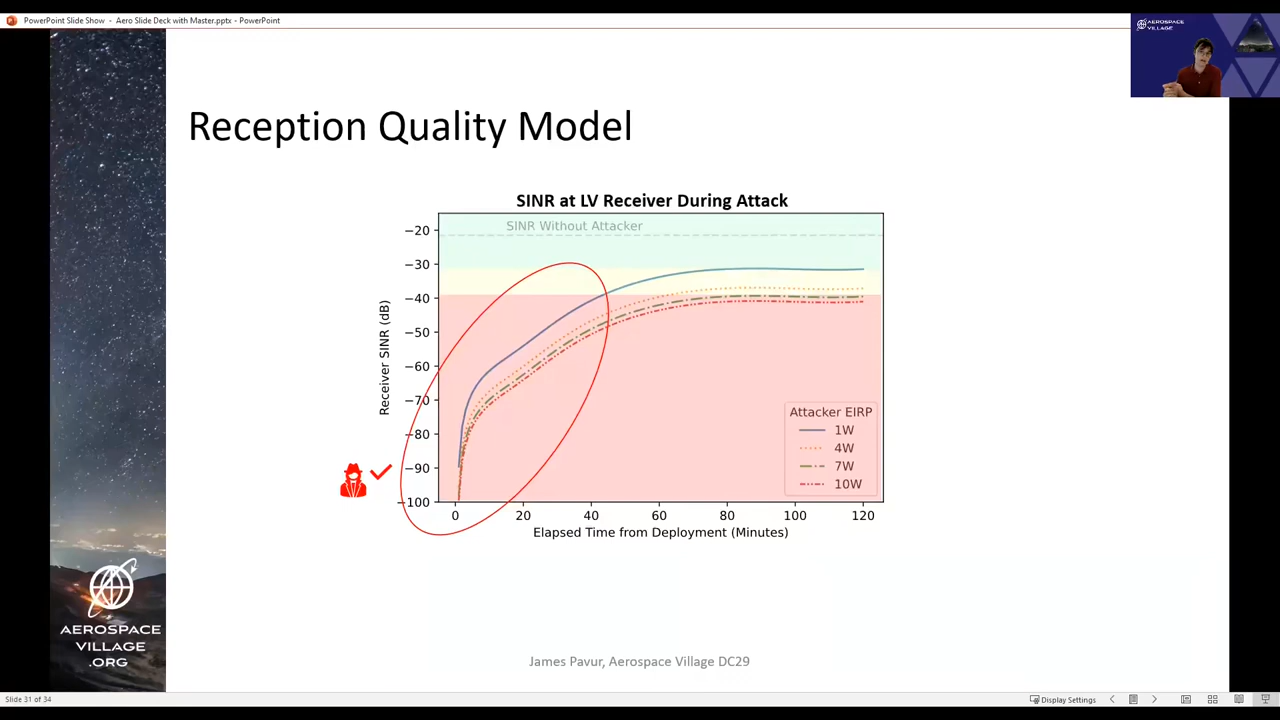 PowerPoint Slide Show - Aero Slide Deck with Master.pptx - PowerPoint
AEROSPACE
VILLAGE
Reception Quality Model
SINR at LV Receiver During Attack
SINR Without Attacker
Receiver SINR (dB)
−20
−30
−40
−50
−60
−70
−80
−90
−100
Attacker EIRP
1W
4W
7W
10W
0 20 40 60 80 100 120
Elapsed Time from Deployment (Minutes)
AEROSPACE
VILLAGE
.ORG
James Pavur, Aerospace Village DC29
Slide 31 of 34
Display Settings